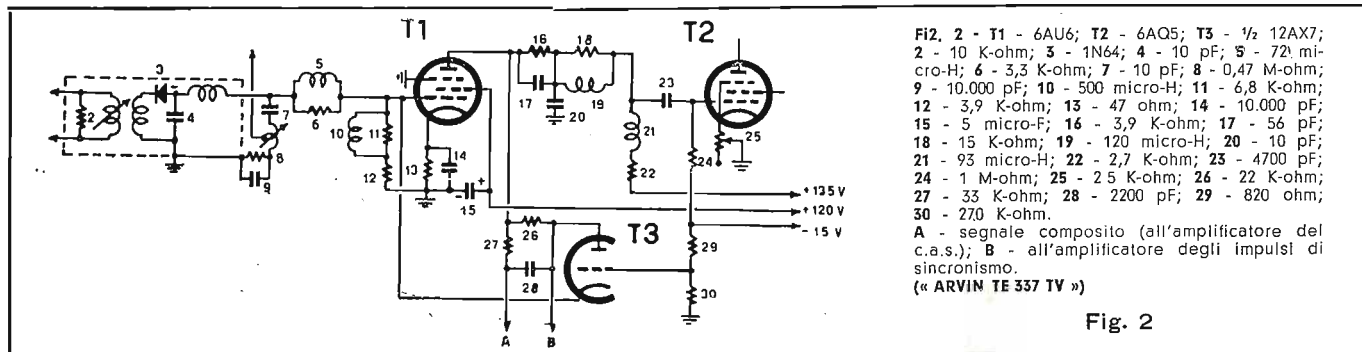 T1
T2
T3
3
2
4
5
6
7
8
9
10
11
12
13
14
15
16
17
18
19
20
21
22
23
24
25
26
27
28
29
30
+135 V
+120 V
- 15 V
A
B
Fi2. 2 - T1 - 6AU6; T2 - 6AQ5; T3 - ½ 12AX7;
2 - 10 K-ohm; 3 - 1N64; 4 - 10 pF; 5 - 72 mi-
cro-H; 6 - 3,3 K-ohm; 7 - 10 pF; 8 - 0,47 M-ohm;
9 - 10.000 pF; 10 - 500 micro-H; 11 - 6,8 K-ohm;
12 - 3,9 K-ohm; 13 - 47 ohm; 14 - 10.000 pF;
15 - 5 micro-F; 16 - 3,9 K-ohm; 17 - 56 pF;
18 - 15 K-ohm; 19 - 120 micro-H; 20 - 10 pF;
21 - 93 micro-H; 22 - 2,7 K-ohm; 23 - 4700 pF;
24 - 1 M-ohm; 25 - 2 5 K-ohm; 26 - 22 K-ohm;
27 - 33 K-ohm; 28 - 2200 pF; 29 - 820 ohm;
30 - 270 K-ohm.
A - segnale composito (all'amplificatore del
c.a.s.); B - all'amplificatore degli impulsi di
sincronismo.
(« ARVIN TE 337 TV »)
Fig. 2